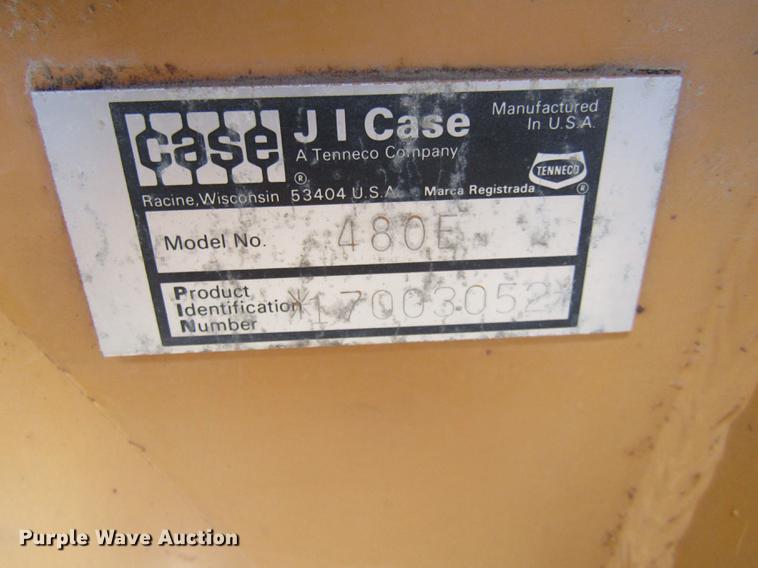 case
J I Case
A Tenneco Company
Manufactured
In U.S.A.
TENNECO
®
Racine, Wisconsin 53404 U.S.A.
Marca Registrada ®
Model No. 480E
Product
Identification
Number
*17003052*
Purple Wave Auction